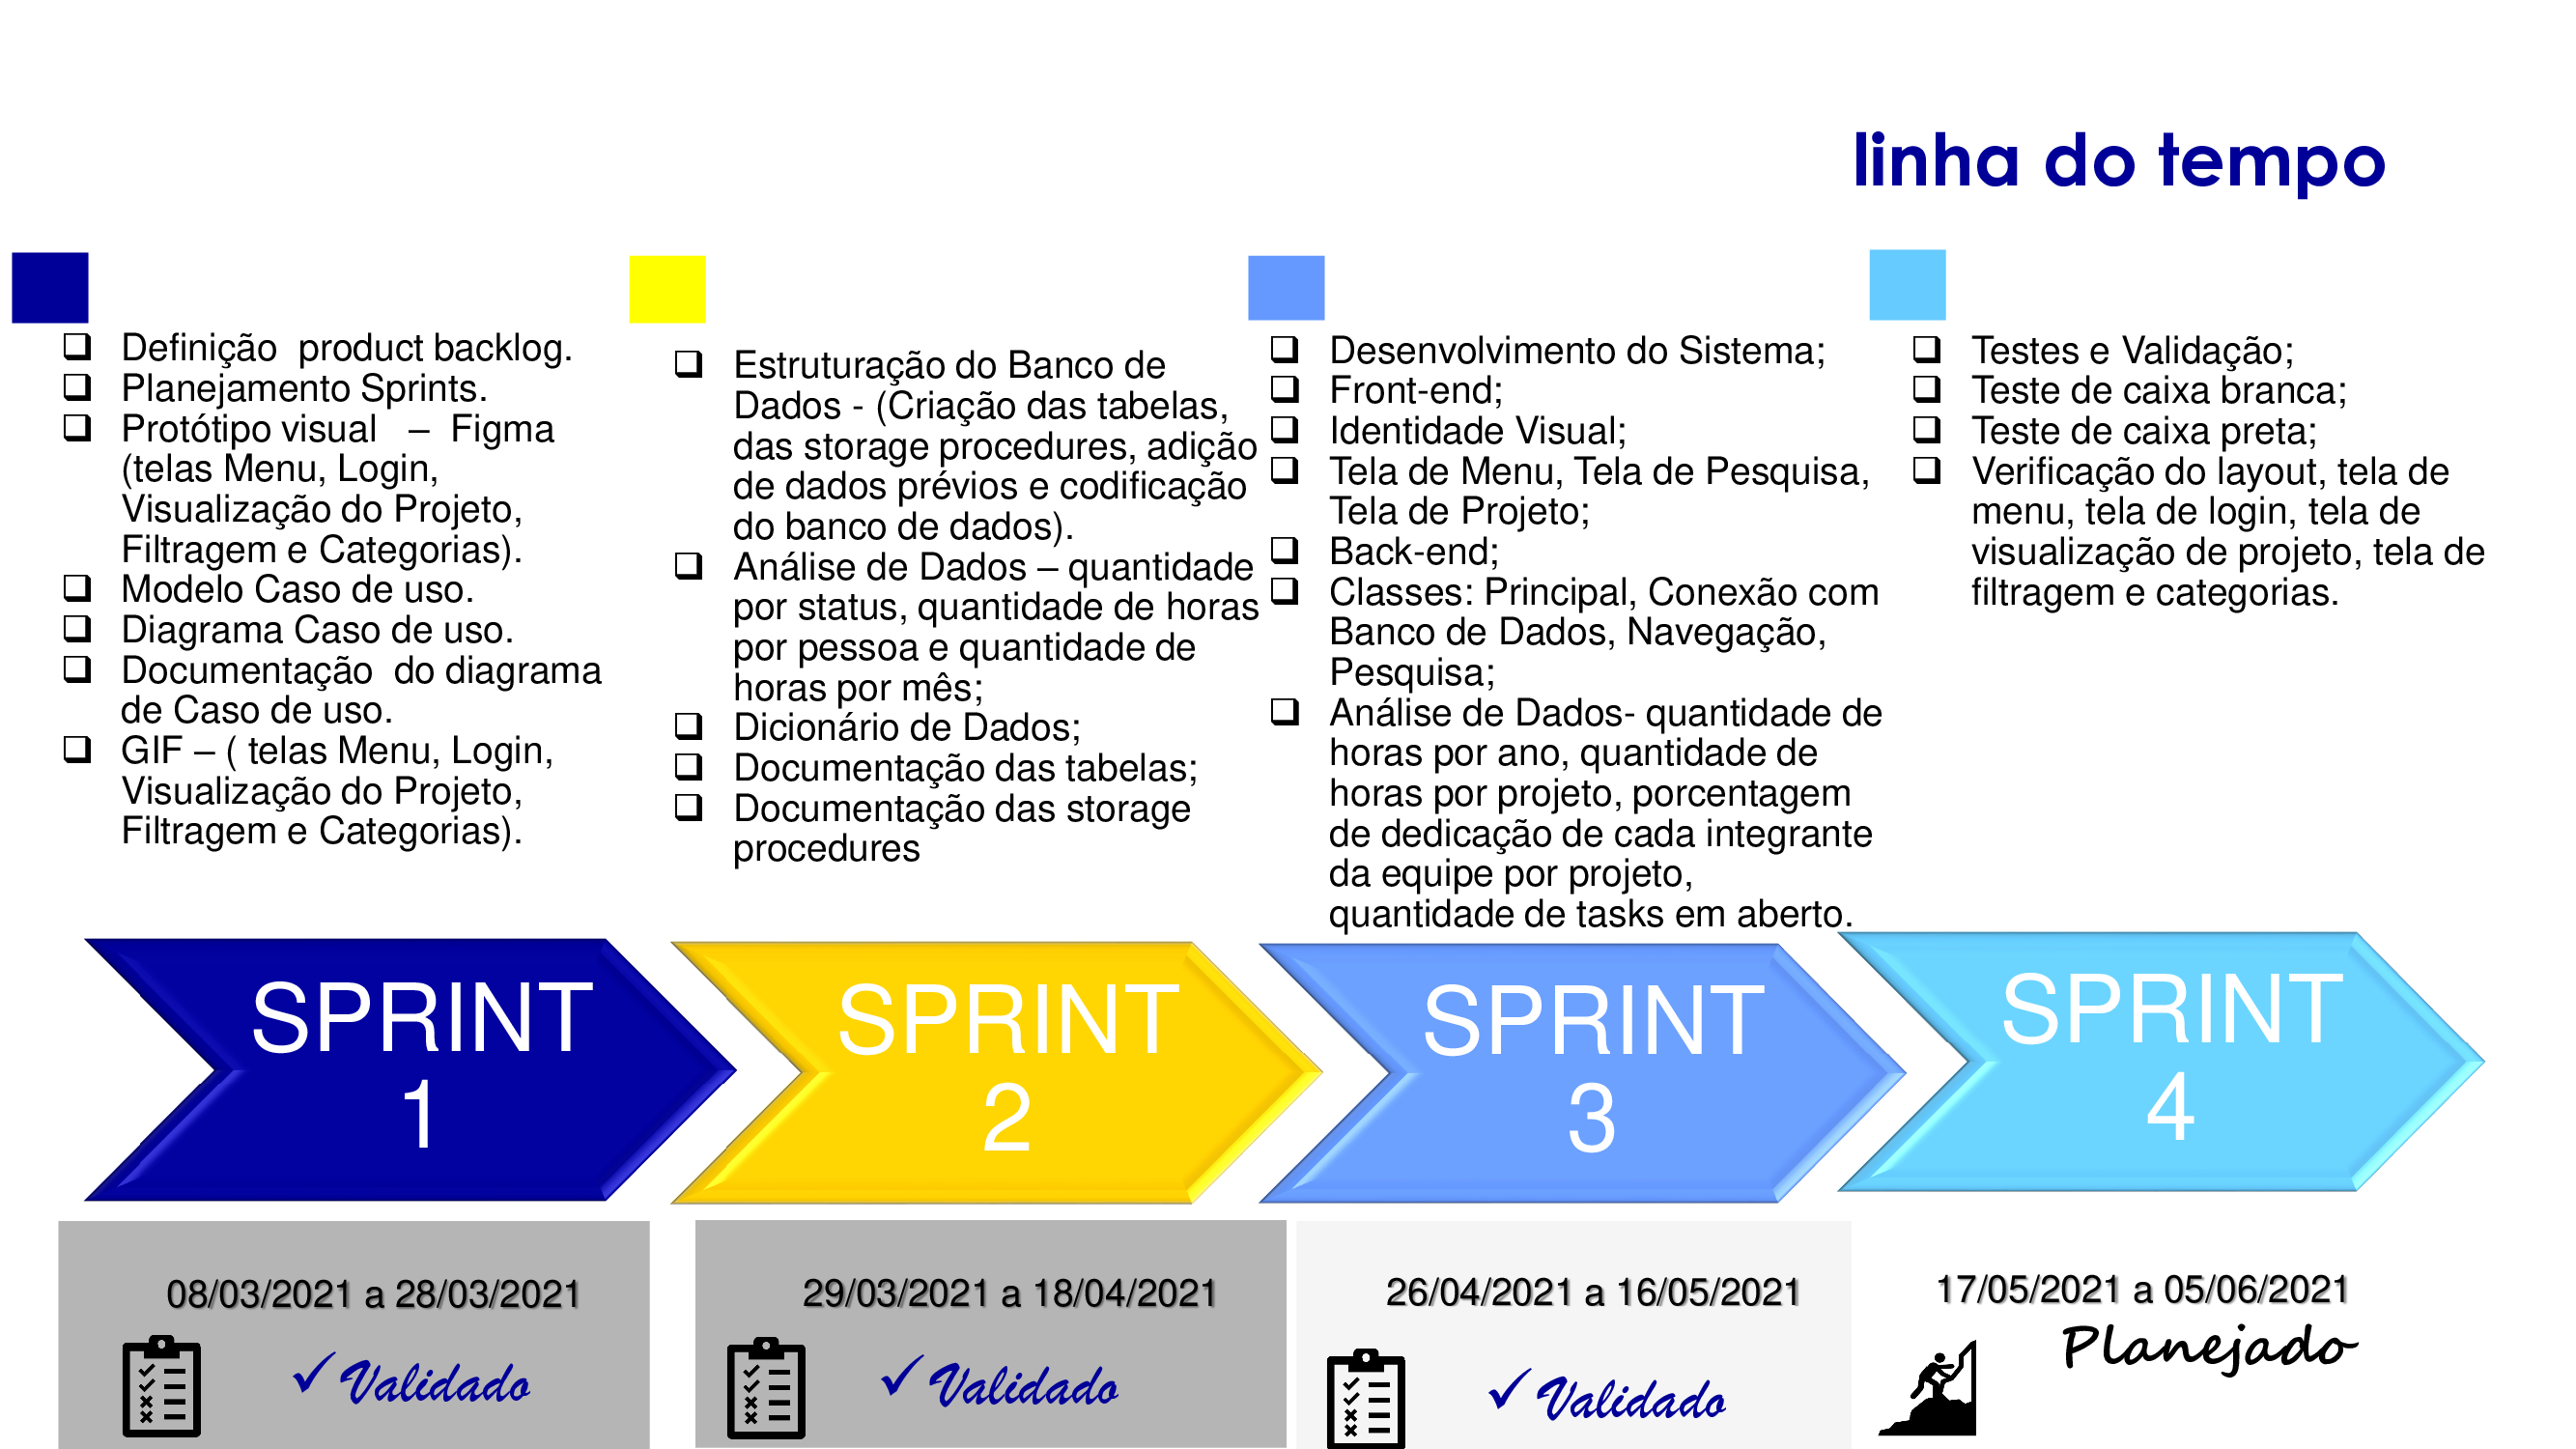 linha do tempo
❑ Definição product backlog.
❑ Planejamento Sprints.
❑ Protótipo visual – Figma
(telas Menu, Login,
Visualização do Projeto,
Filtragem e Categorias).
❑ Modelo Caso de uso.
❑ Diagrama Caso de uso.
❑ Documentação do diagrama
de Caso de uso.
❑ GIF – ( telas Menu, Login,
Visualização do Projeto,
Filtragem e Categorias).
❑ Estruturação do Banco de
Dados - (Criação das tabelas,
das storage procedures, adição
de dados prévios e codificação
do banco de dados).
❑ Análise de Dados – quantidade
por status, quantidade de horas
por pessoa e quantidade de
horas por mês;
❑ Dicionário de Dados;
❑ Documentação das tabelas;
❑ Documentação das storage
procedures
❑ Desenvolvimento do Sistema;
❑ Front-end;
❑ Identidade Visual;
❑ Tela de Menu, Tela de Pesquisa,
Tela de Projeto;
❑ Back-end;
❑ Classes: Principal, Conexão com
Banco de Dados, Navegação,
Pesquisa;
❑ Análise de Dados- quantidade de
horas por ano, quantidade de
horas por projeto, porcentagem
de dedicação de cada integrante
da equipe por projeto,
quantidade de tasks em aberto.
❑ Testes e Validação;
❑ Teste de caixa branca;
❑ Teste de caixa preta;
❑ Verificação do layout, tela de
menu, tela de login, tela de
visualização de projeto, tela de
filtragem e categorias.
SPRINT
1
SPRINT
2
SPRINT
3
SPRINT
4
08/03/2021 a 28/03/2021
✓ Validado
29/03/2021 a 18/04/2021
✓ Validado
26/04/2021 a 16/05/2021
✓ Validado
17/05/2021 a 05/06/2021
Planejado